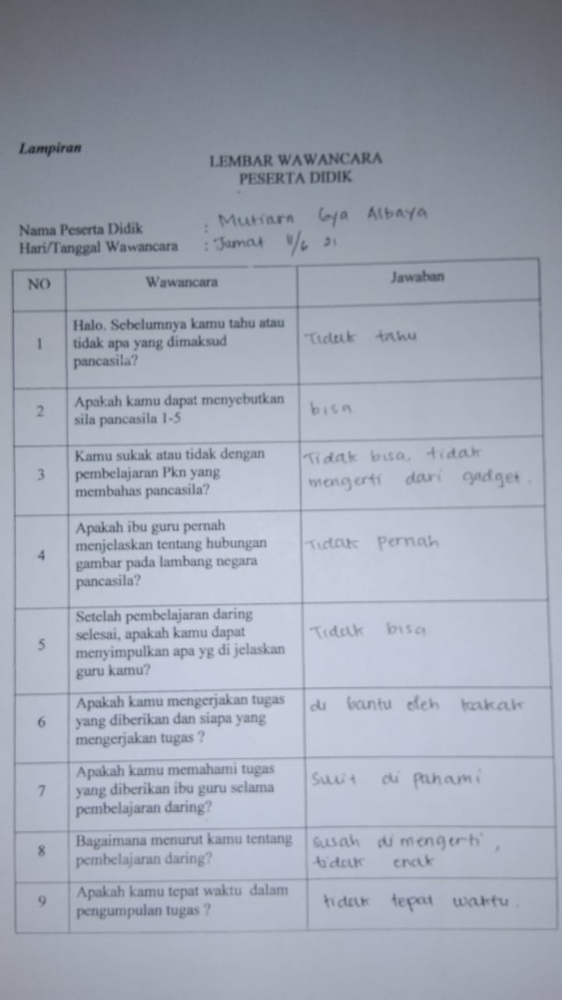 Lampiran
LEMBAR WAWANCARA
PESERTA DIDIK
Nama Peserta Didik : Mutiara Gya Albaya
Hari/Tanggal Wawancara : Jumat 11/6 21
NO Wawancara Jawaban
1 Halo. Sebelumnya kamu tahu atau
tidak apa yang dimaksud
pancasila?
Tidak tahu
2 Apakah kamu dapat menyebutkan
sila pancasila 1-5
bisa
3 Kamu sukak atau tidak dengan
pembelajaran Pkn yang
membahas pancasila?
Tidak bisa, tidak
mengerti dari gadget.
4 Apakah ibu guru pernah
menjelaskan tentang hubungan
gambar pada lambang negara
pancasila?
Tidak pernah
5 Setelah pembelajaran daring
selesai, apakah kamu dapat
menyimpulkan apa yg di jelaskan
guru kamu?
Tidak bisa
6 Apakah kamu mengerjakan tugas
yang diberikan dan siapa yang
mengerjakan tugas ?
di bantu oleh kakak
7 Apakah kamu memahami tugas
yang diberikan ibu guru selama
pembelajaran daring?
Sulit di pahami
8 Bagaimana menurut kamu tentang
pembelajaran daring?
susah di mengerti,
tidak enak
9 Apakah kamu tepat waktu dalam
pengumpulan tugas ?
tidak tepat waktu.